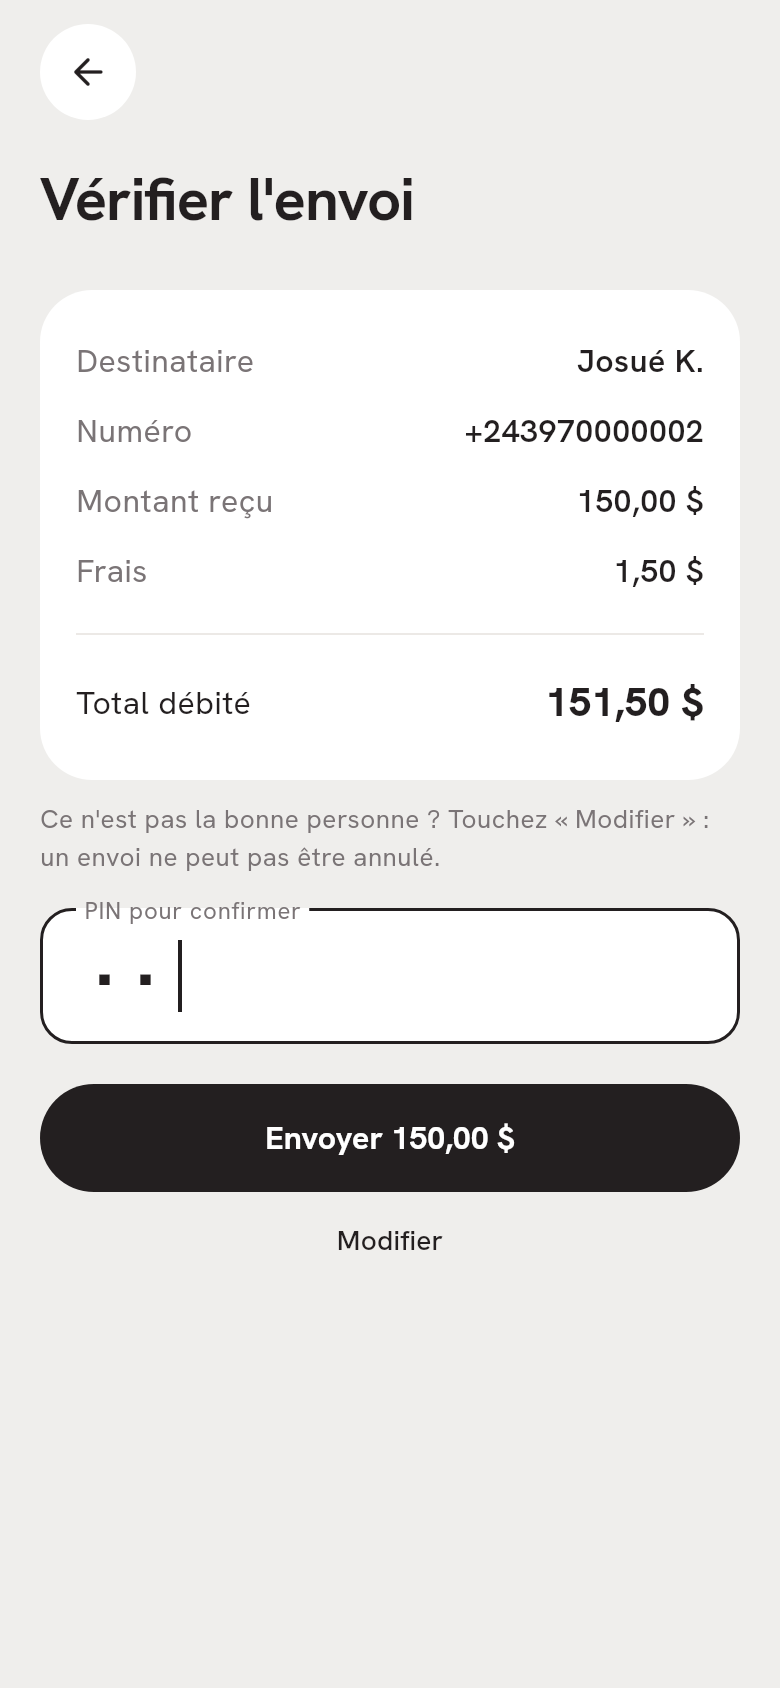 Vérifier l'envoi
Destinataire Josué K.
Numéro +243970000002
Montant reçu 150,00 $
Frais 1,50 $
Total débité 151,50 $
Ce n'est pas la bonne personne ? Touchez « Modifier » :
un envoi ne peut pas être annulé.
PIN pour confirmer
Envoyer 150,00 $
Modifier